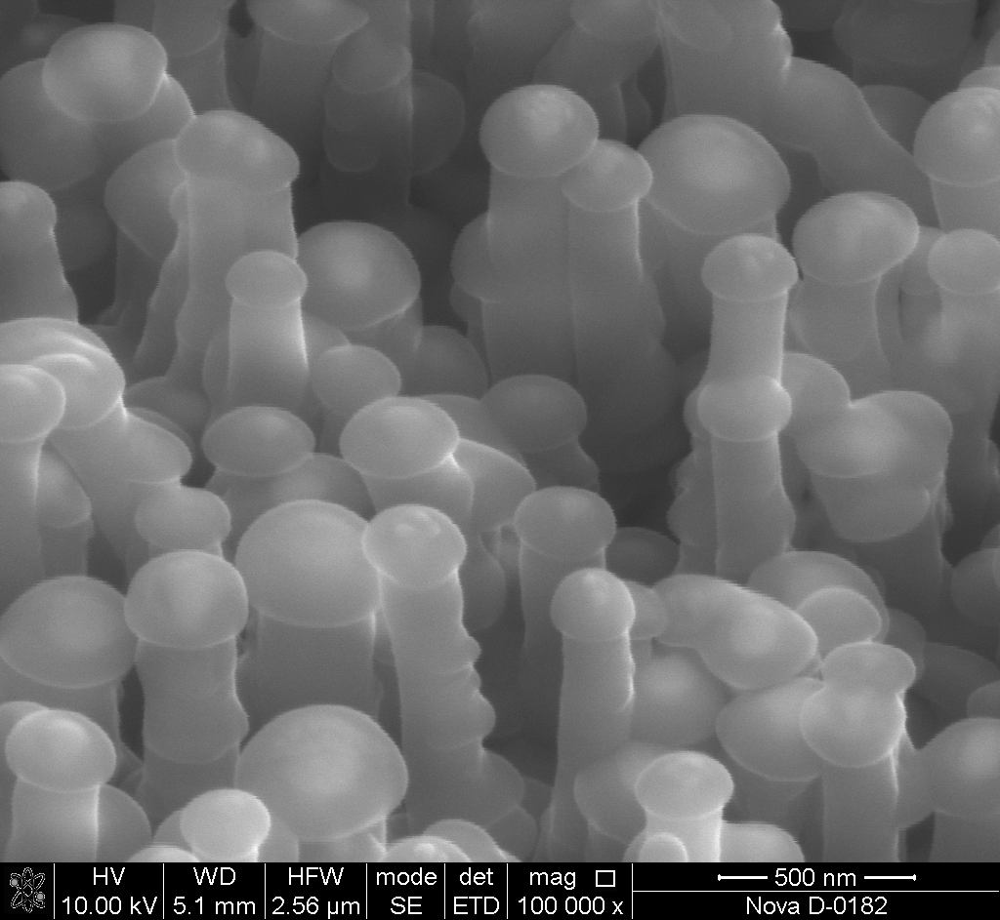 HV WD HFW mode det mag □ 500 nm
10.00 kV 5.1 mm 2.56 µm SE ETD 100 000 x Nova D-0182